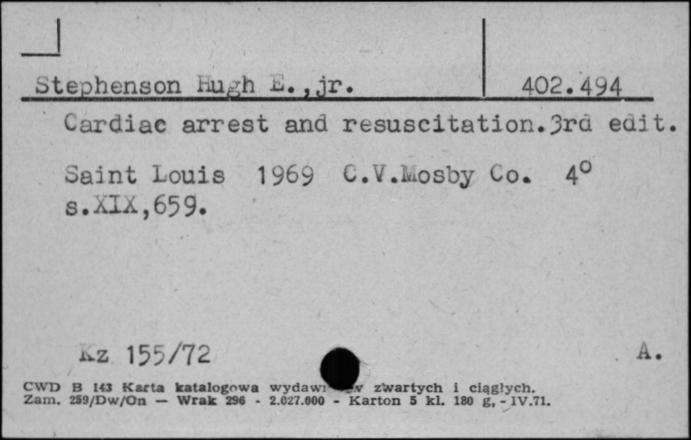 Stephenson Hugh E.,jr. 402.494
Cardiac arrest and resuscitation.3rd edit.
Saint Louis 1969 C.V.Mosby Co. 4º
s.XIX,659.
Kz 155/72 A.
CWD B 143 Karta katalogowa zwartych i ciągłych.
Zam. 259/Dw/On — Wrak 296 - 2.027.000 - Karton 5 kl. 180 g, - IV.71.